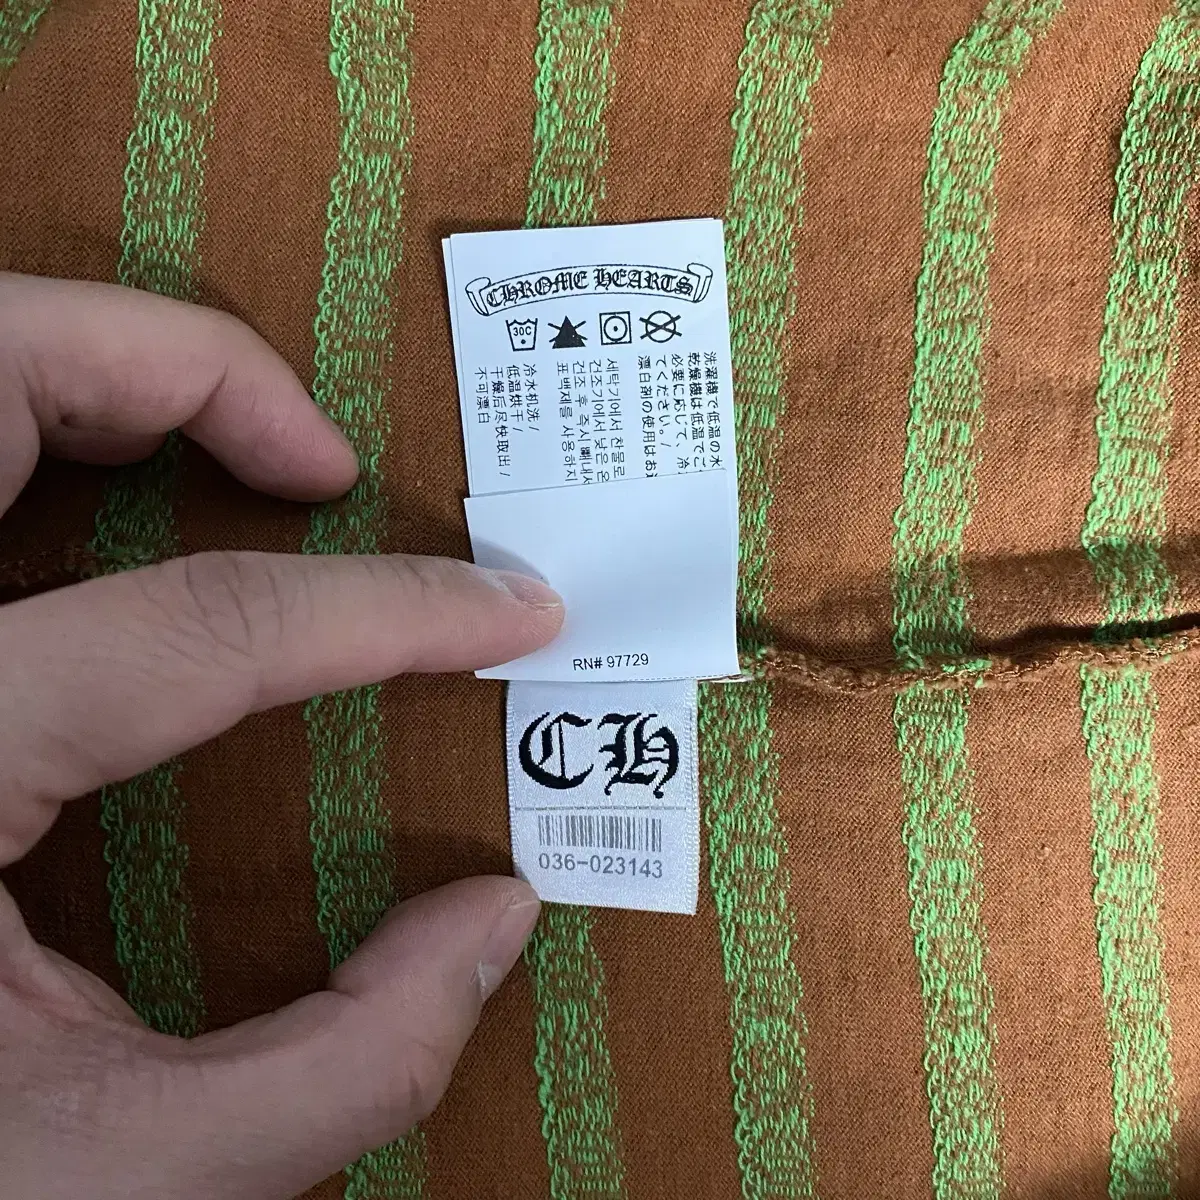 CHROME HEARTS
30C
洗濯機で低温の水
乾燥機は低温でご
必要に応じて、冷
てください。/
漂白剤の使用はお
세탁기에서 찬물로
건조기에서 낮은 온
건조 후 즉시 빼내서
표백제를 사용하지
冷水机洗 /
低温烘干 /
干燥后尽快取出 /
不可漂白
RN# 97729
CH
036-023143